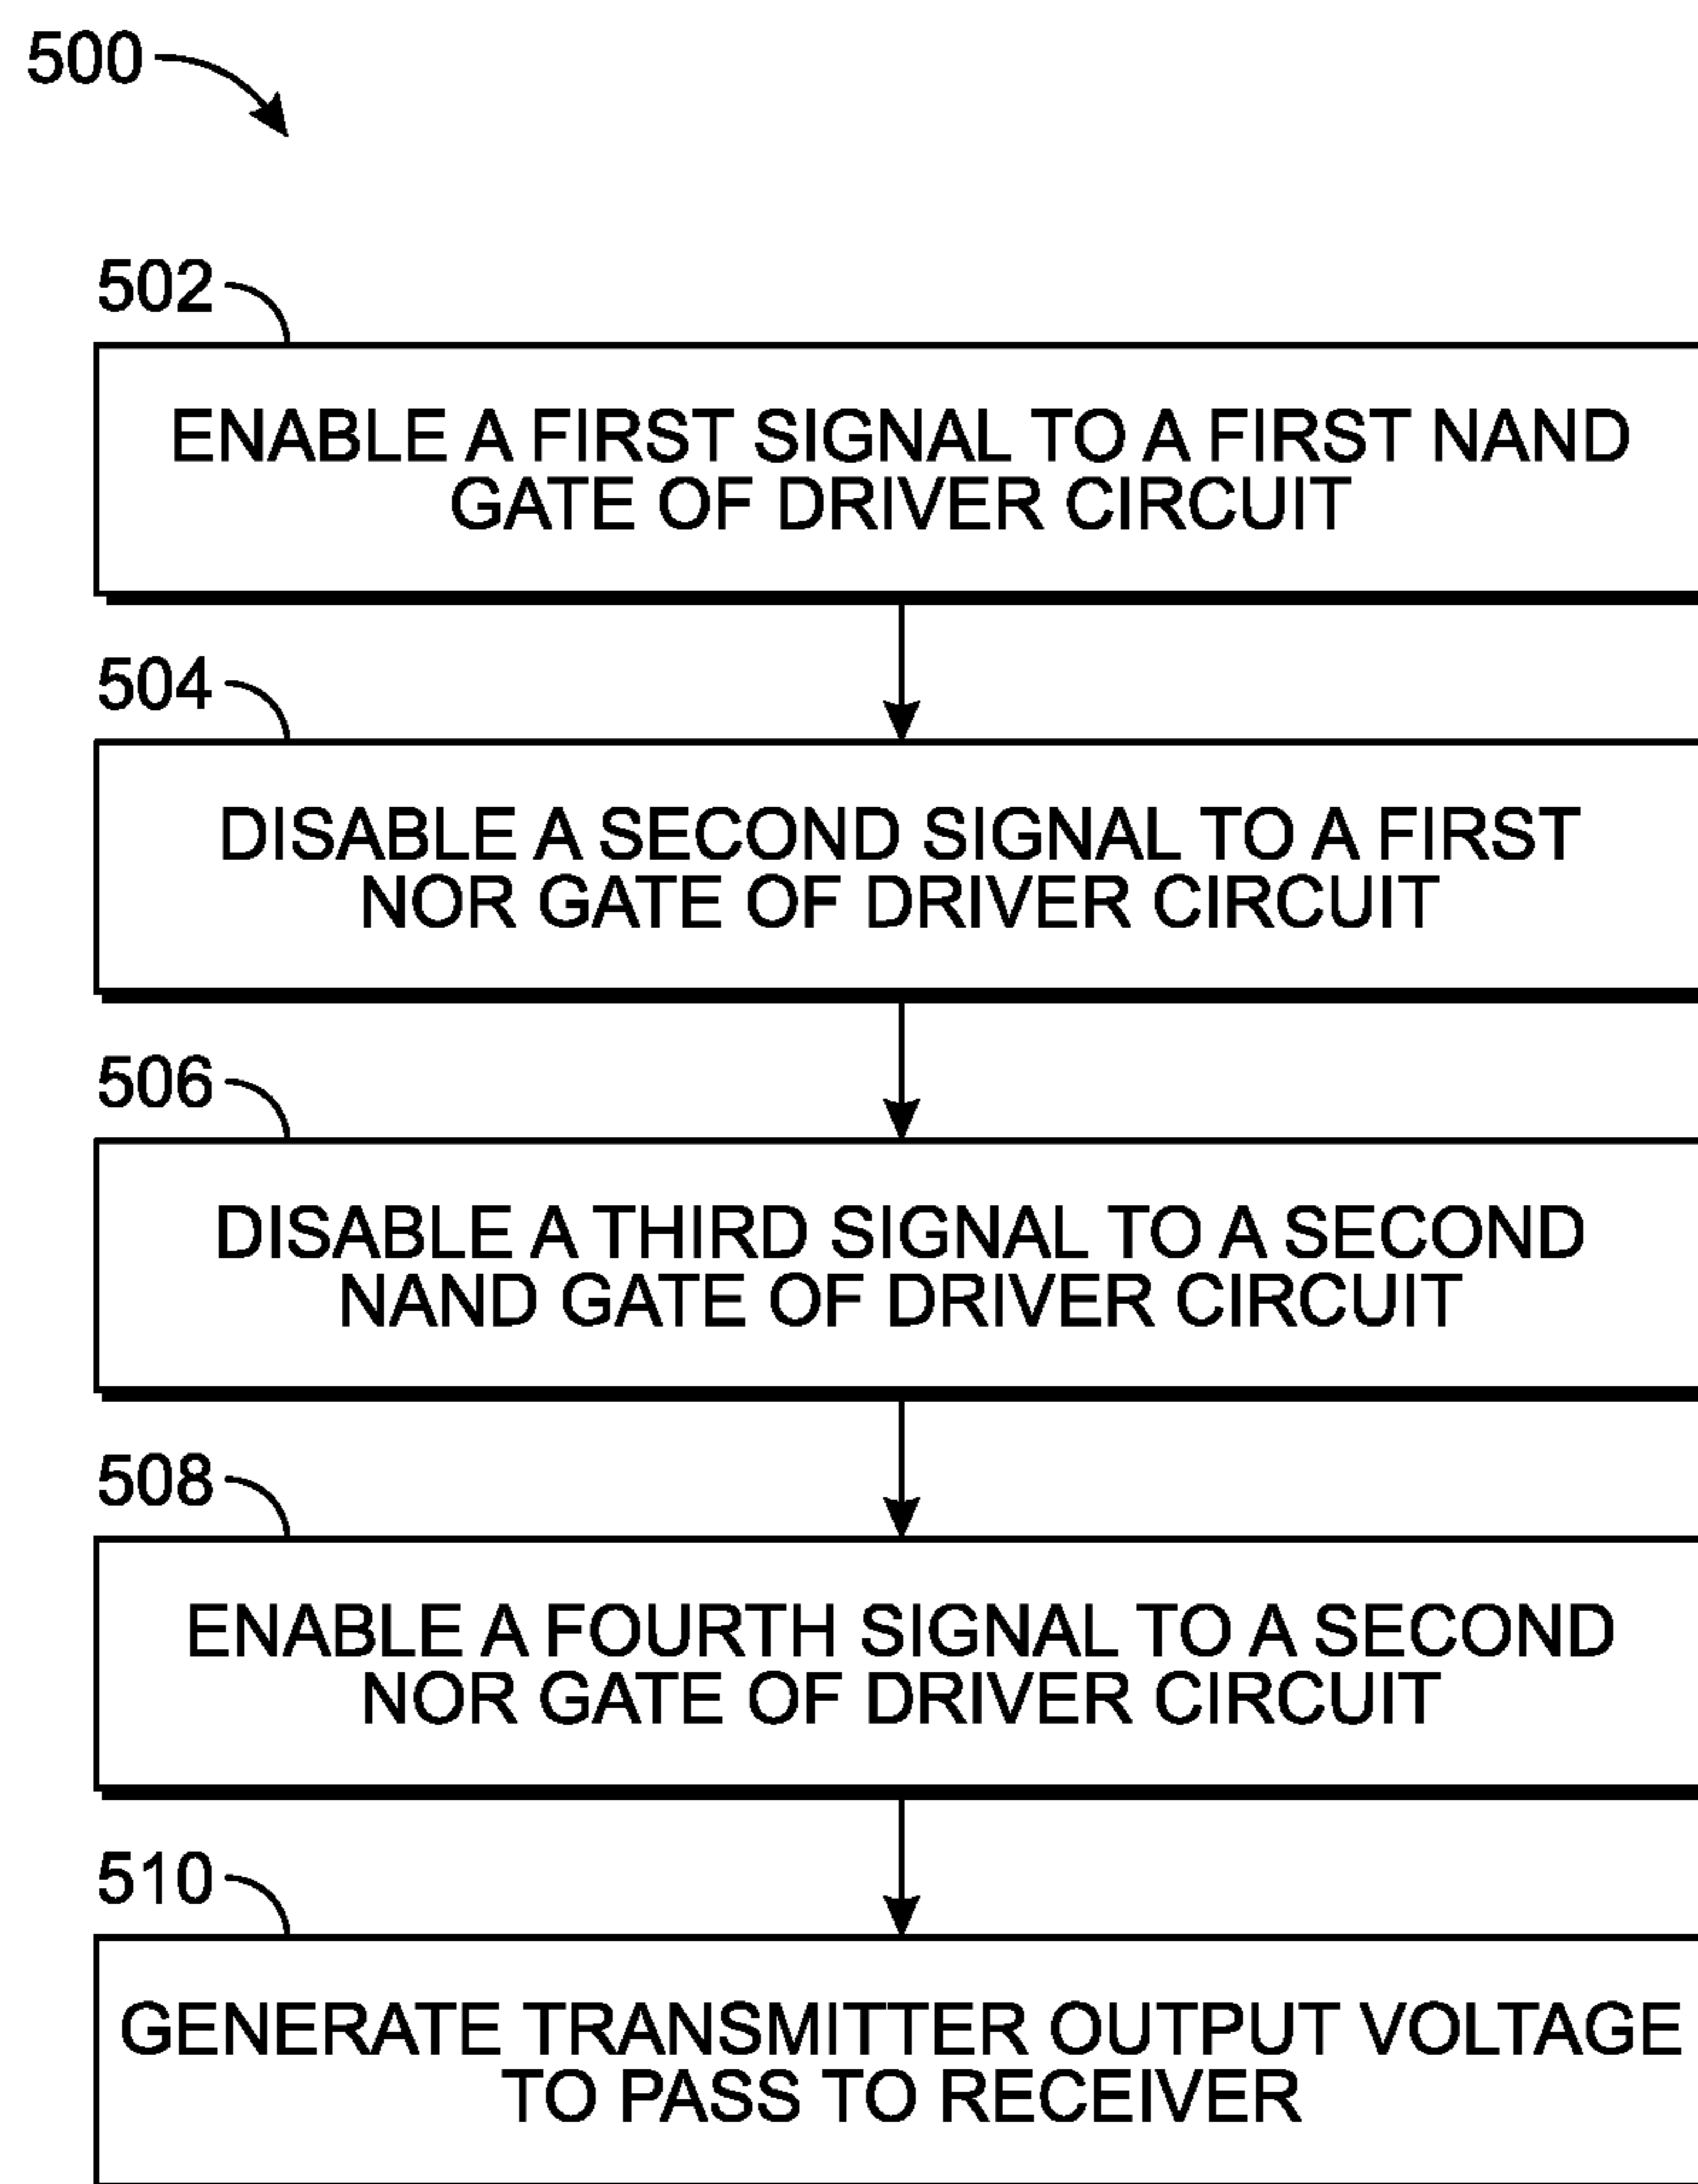 500
502
ENABLE A FIRST SIGNAL TO A FIRST NAND
GATE OF DRIVER CIRCUIT
504
DISABLE A SECOND SIGNAL TO A FIRST
NOR GATE OF DRIVER CIRCUIT
506
DISABLE A THIRD SIGNAL TO A SECOND
NAND GATE OF DRIVER CIRCUIT
508
ENABLE A FOURTH SIGNAL TO A SECOND
NOR GATE OF DRIVER CIRCUIT
510
GENERATE TRANSMITTER OUTPUT VOLTAGE
TO PASS TO RECEIVER